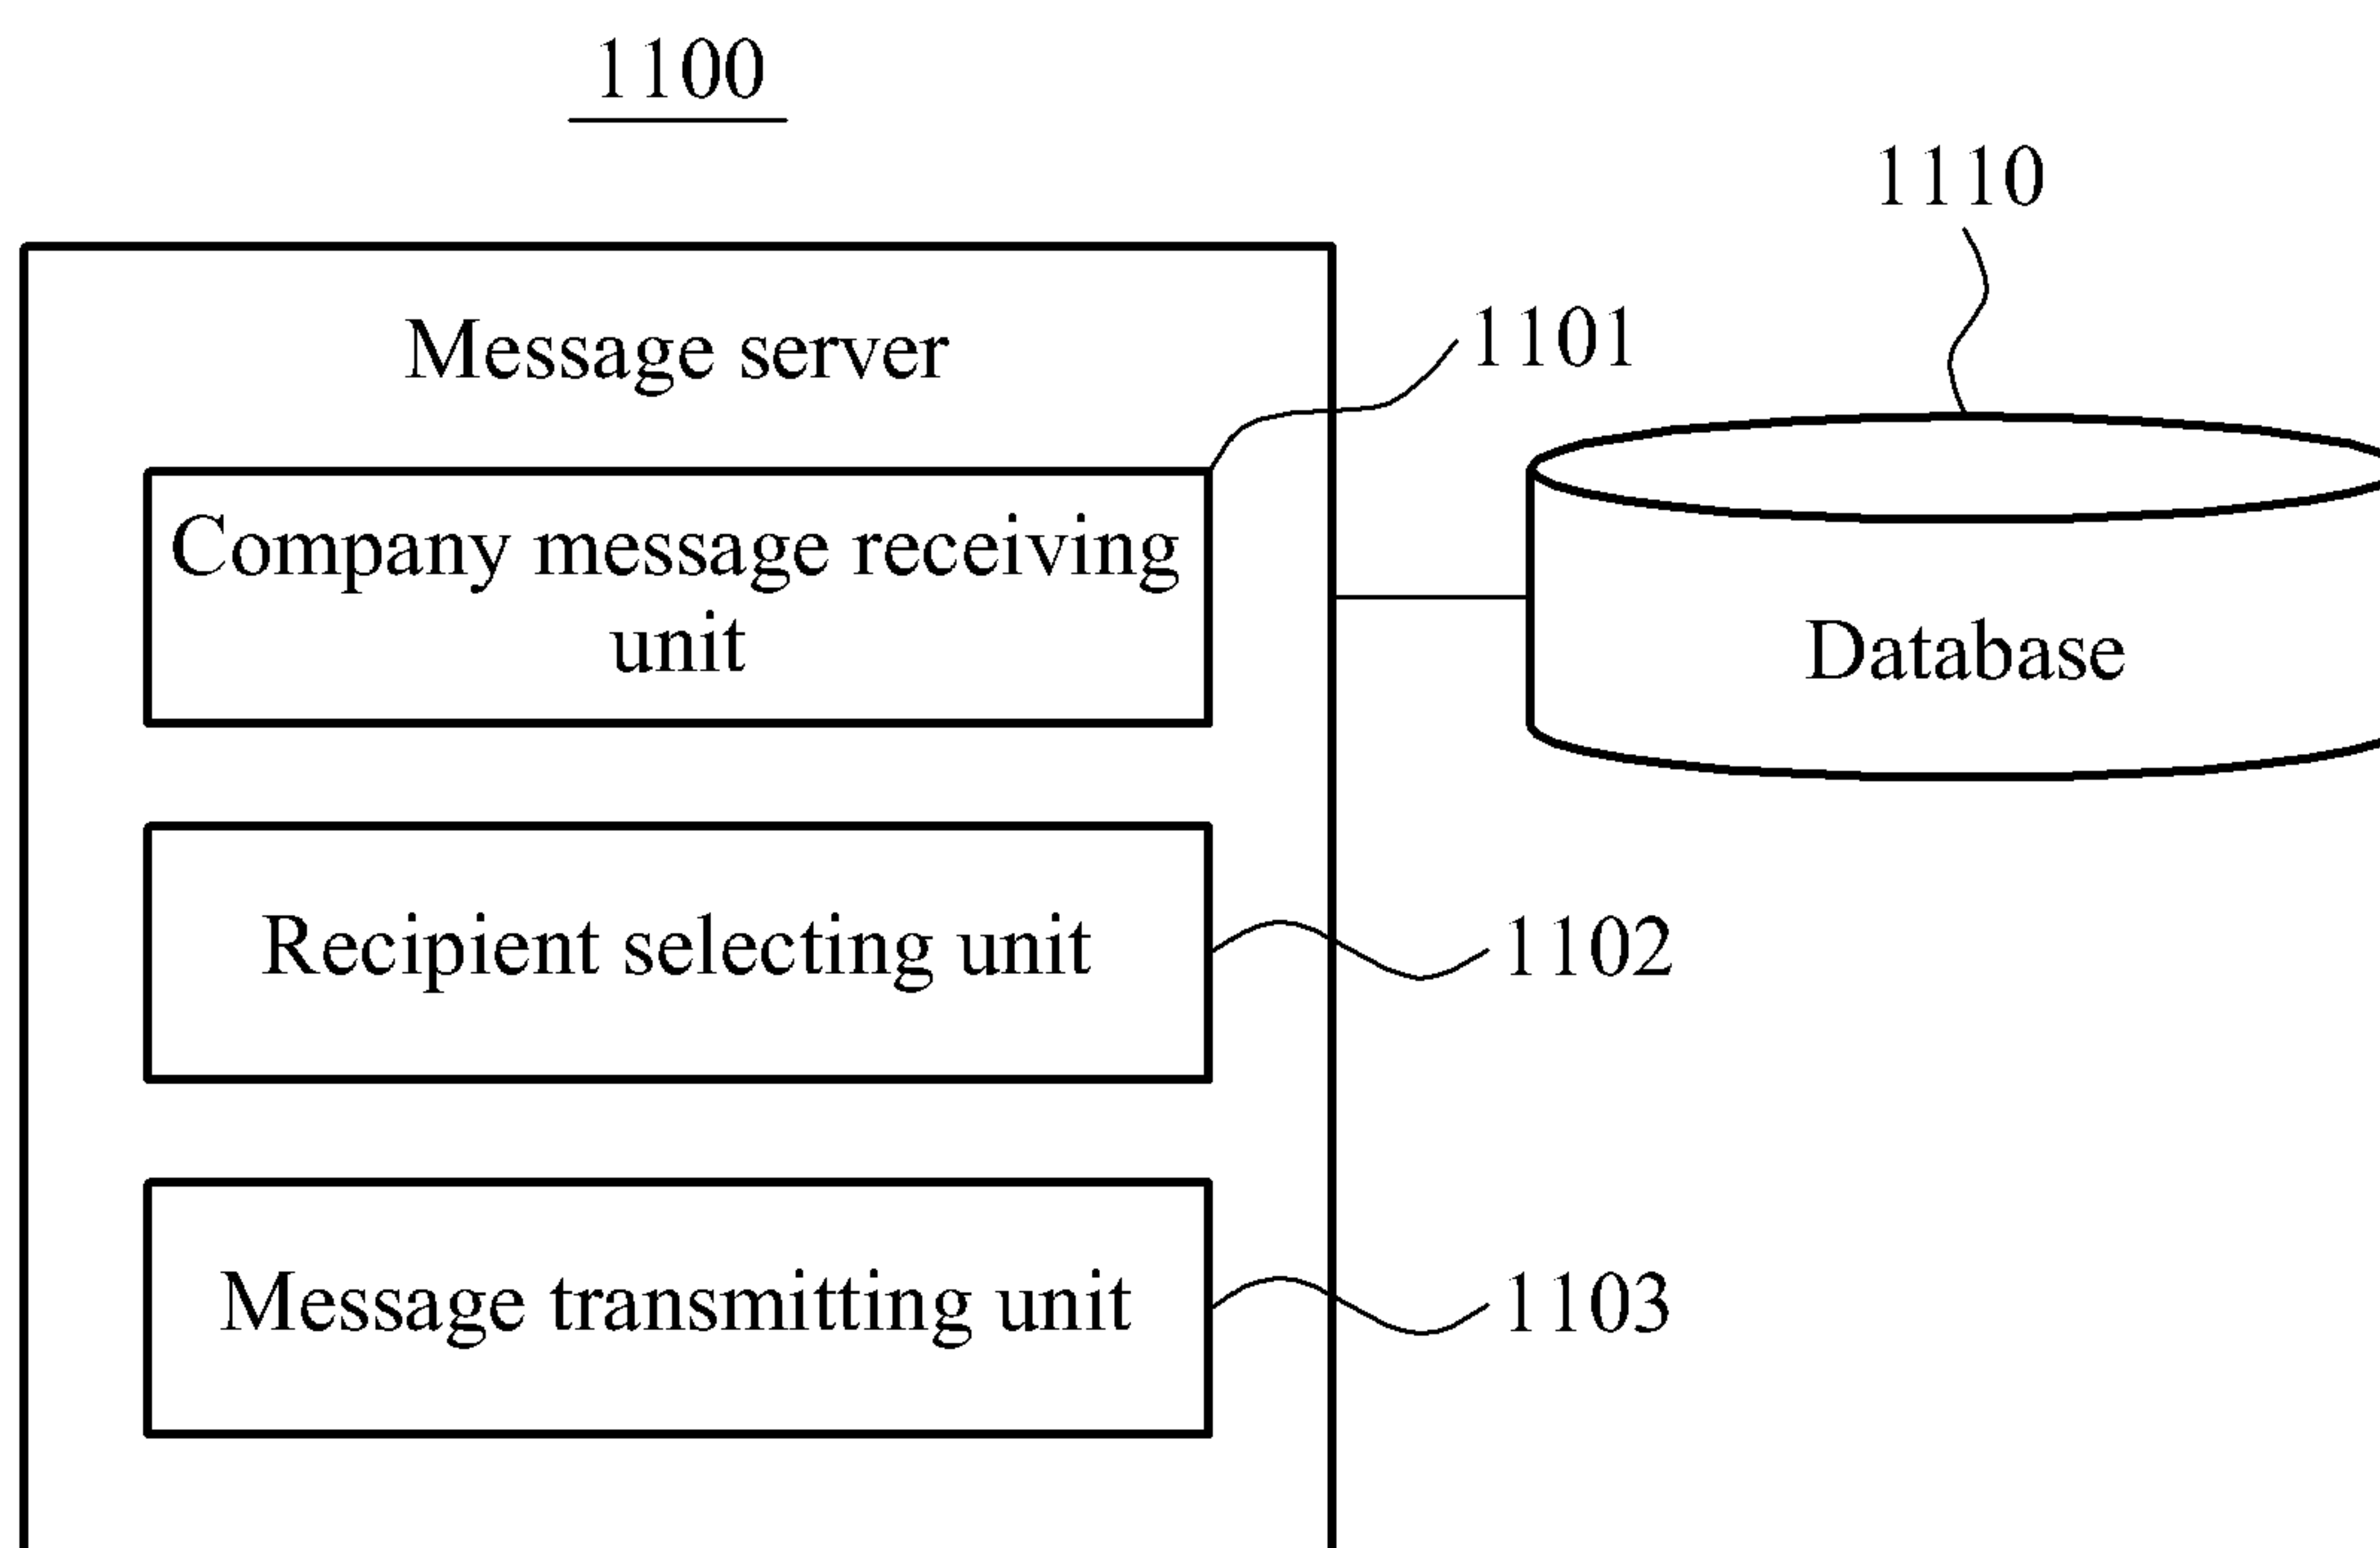 1100
1110
Message server
1101
Company message receiving
unit
Database
Recipient selecting unit
1102
Message transmitting unit
1103